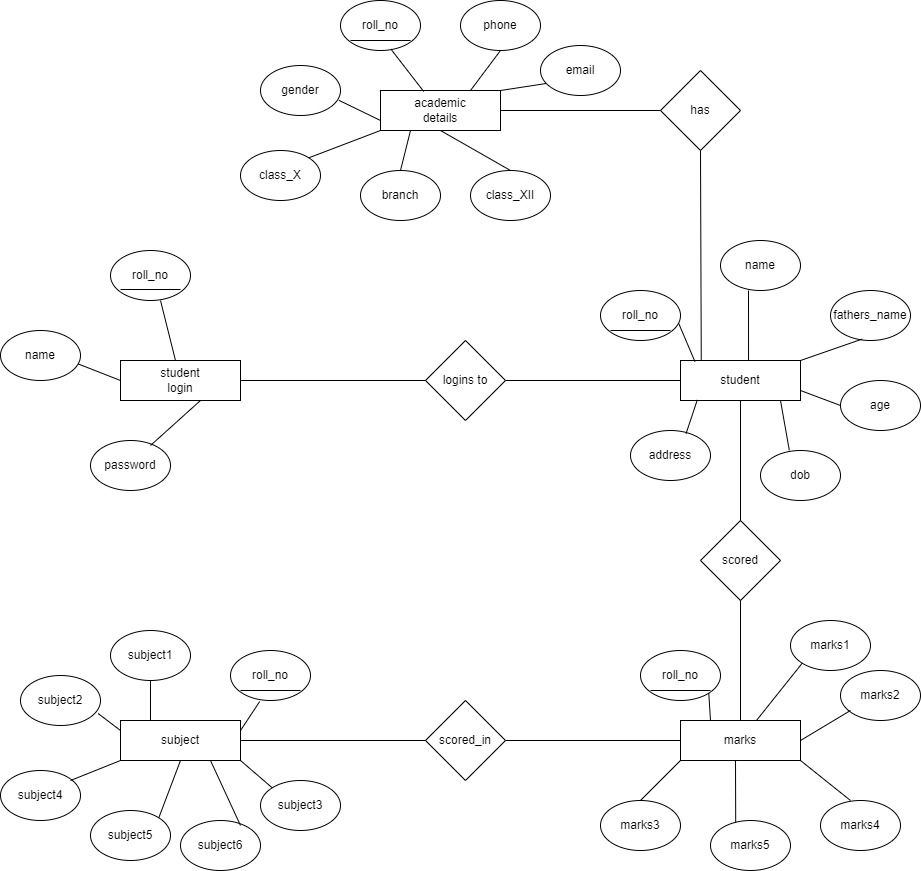 roll_no
phone
email
gender
academic
details
has
class_X
branch
class_XII
name
roll_no
roll_no
fathers_name
name
student
login
logins to
student
age
address
password
dob
scored
subject1
roll_no
roll_no
marks1
subject2
marks2
subject
scored_in
marks
subject4
subject3
marks3
marks4
subject5
subject6
marks5